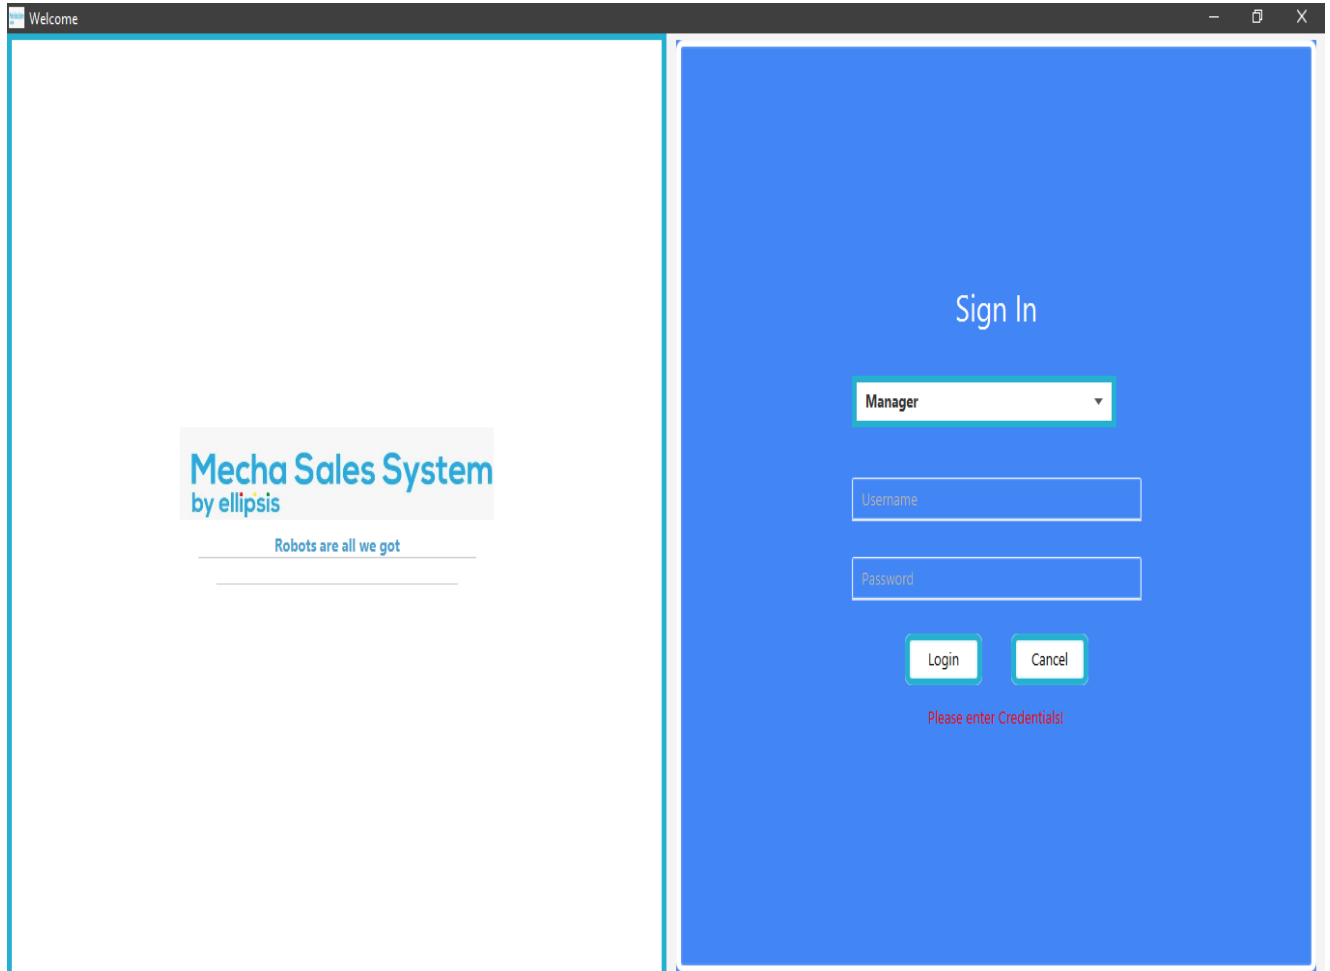 Welcome
Mecha Sales System
by ellipsis
Robots are all we got
Sign In
Manager
Username
Password
Login
Cancel
Please enter Credentials!